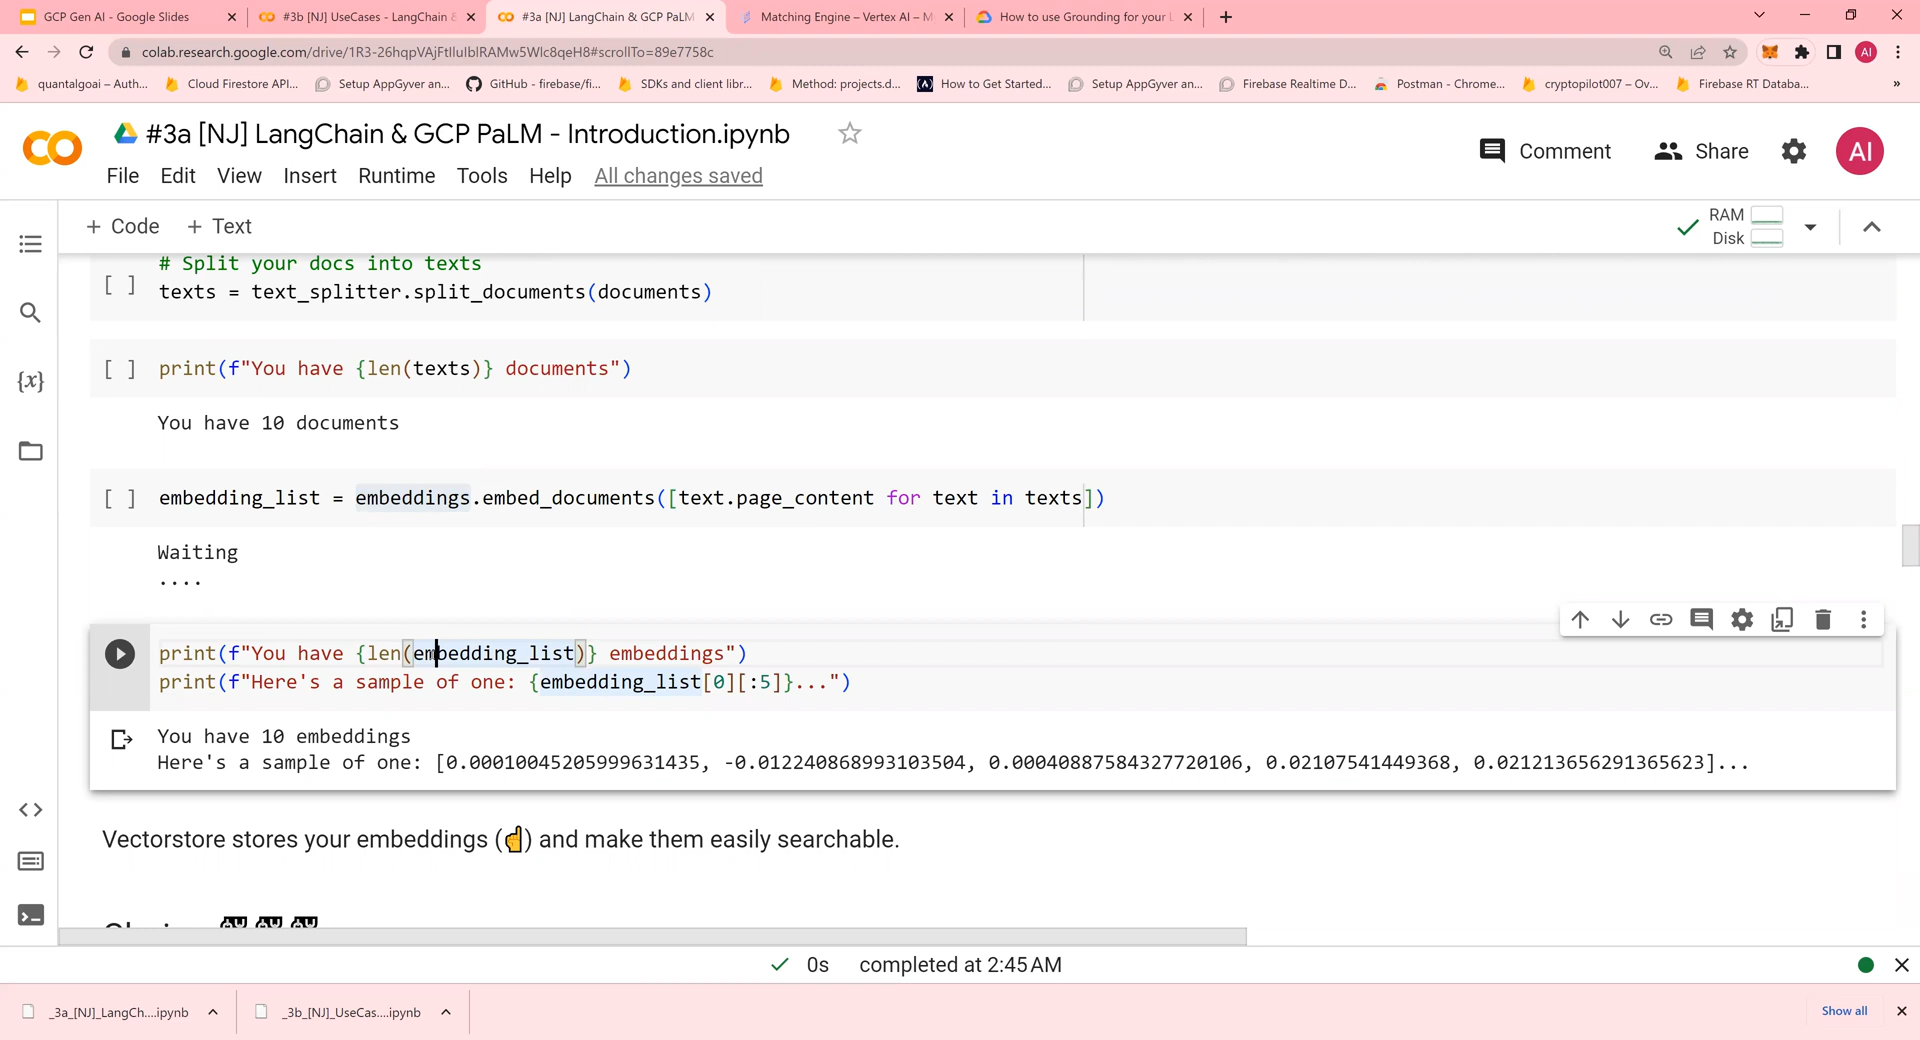 GCP Gen AI - Google Slides
#3b [NJ] UseCases - LangChain &
#3a [NJ] LangChain & GCP PaLM
Matching Engine – Vertex AI – M
How to use Grounding for your
colab.research.google.com/drive/1R3-26hqpVAjFtlluIblRAMw5WIc8qeH8#scrollTo=89e7758c
AI
quantalgoai – Auth...
Cloud Firestore API...
Setup AppGyver an...
GitHub - firebase/fi...
SDKs and client libr...
Method: projects.d...
How to Get Started...
Setup AppGyver an...
Firebase Realtime D...
Postman - Chrome...
cryptopilot007 – Ov...
Firebase RT Databa...
»
CO
#3a [NJ] LangChain & GCP PaLM - Introduction.ipynb
Comment
Share
AI
File Edit View Insert Runtime Tools Help All changes saved
+ Code + Text
RAM
Disk
# Split your docs into texts
[ ] texts = text_splitter.split_documents(documents)
[ ] print(f"You have {len(texts)} documents")
You have 10 documents
[ ] embedding_list = embeddings.embed_documents([text.page_content for text in texts])
Waiting
....
print(f"You have {len(embedding_list)} embeddings")
print(f"Here's a sample of one: {embedding_list[0][:5]}...")
You have 10 embeddings
Here's a sample of one: [0.00010045205999631435, -0.012240868993103504, 0.00040887584327720106, 0.02107541449368, 0.021213656291365623]...
Vectorstore stores your embeddings (☝) and make them easily searchable.
{x}
<>
0s completed at 2:45 AM
_3a_[NJ]_LangCh....ipynb
_3b_[NJ]_UseCas....ipynb
Show all